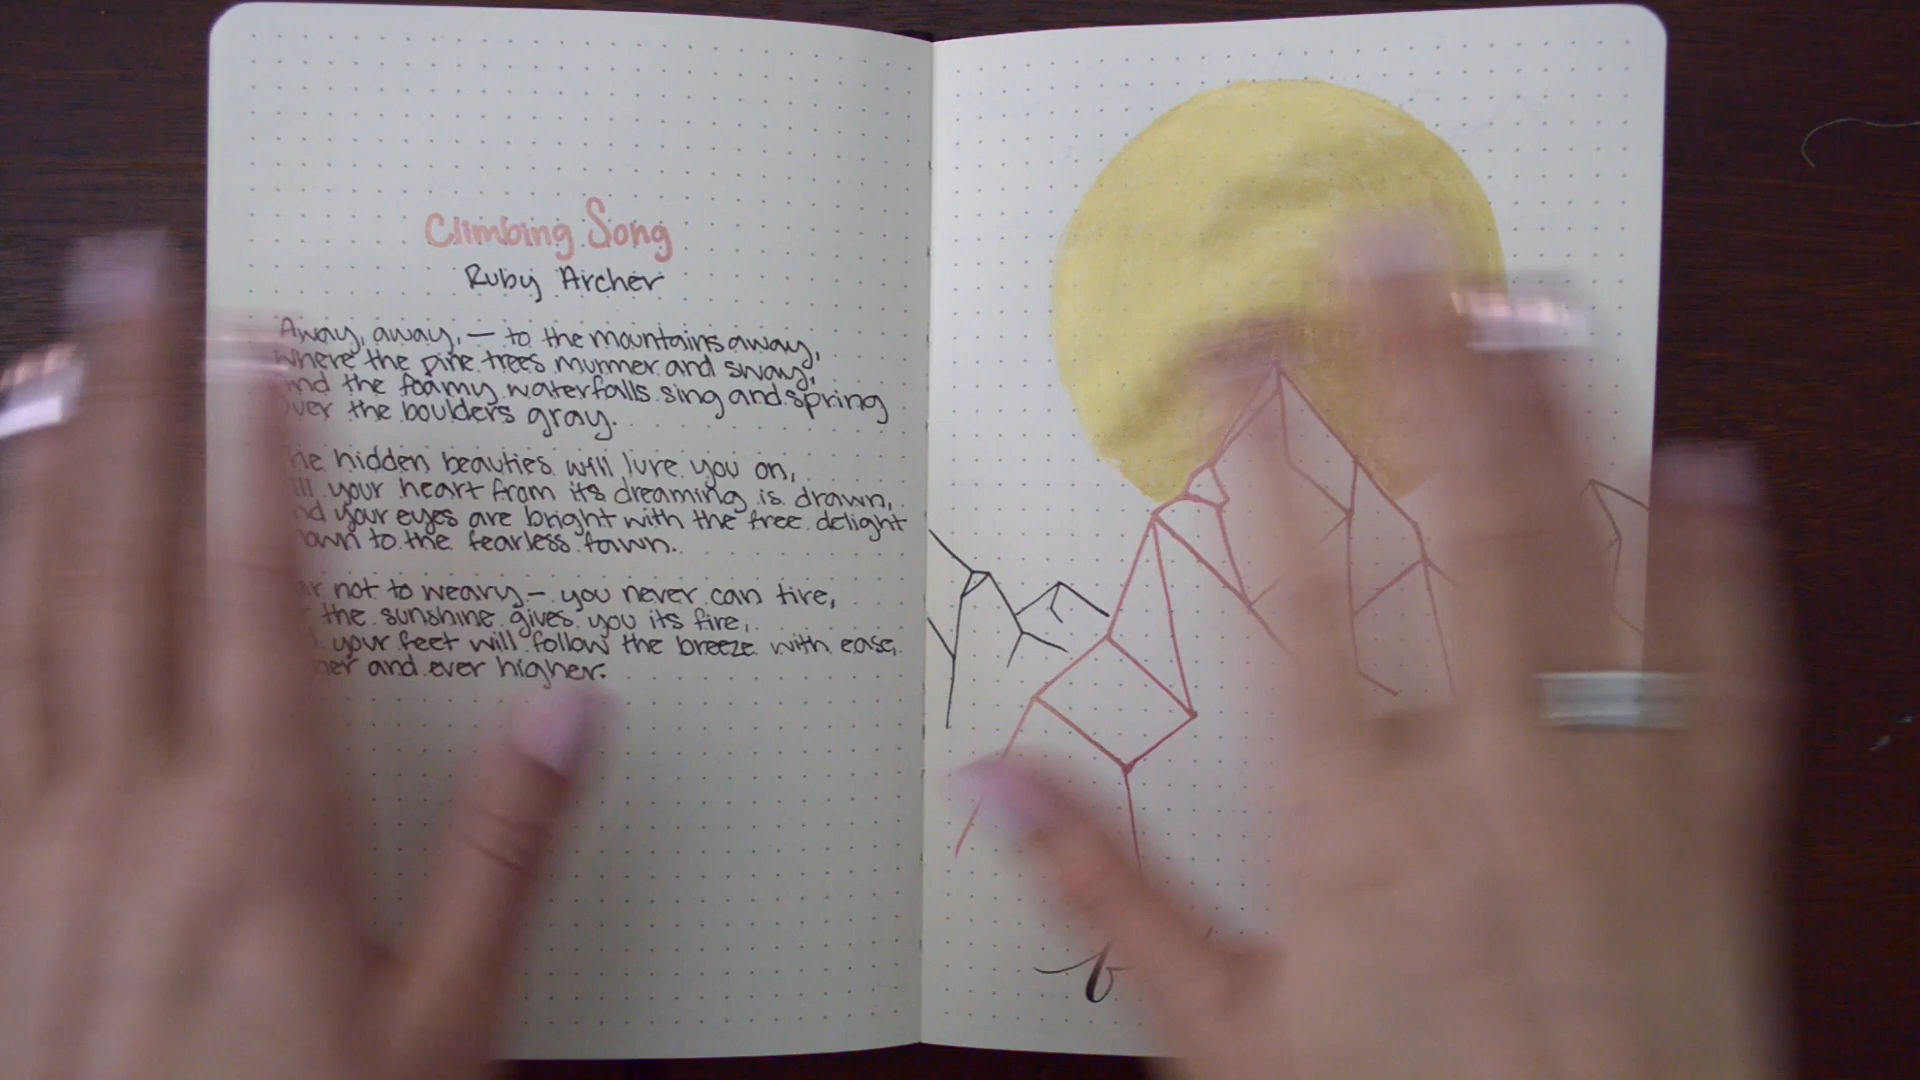 Climbing Song
Ruby Archer
Away, away, — to the mountains away,
Where the pine trees murmer and sway,
And the foamy waterfalls sing and spring
Over the boulders gray.
hidden beauties will lure you on,
your heart from its dreaming is drawn,
your eyes are bright with the free delight
to the fearless fawn.
not to weary — you never can tire,
the sunshine gives you its fire,
your feet will follow the breeze with ease,
and ever higher.
b